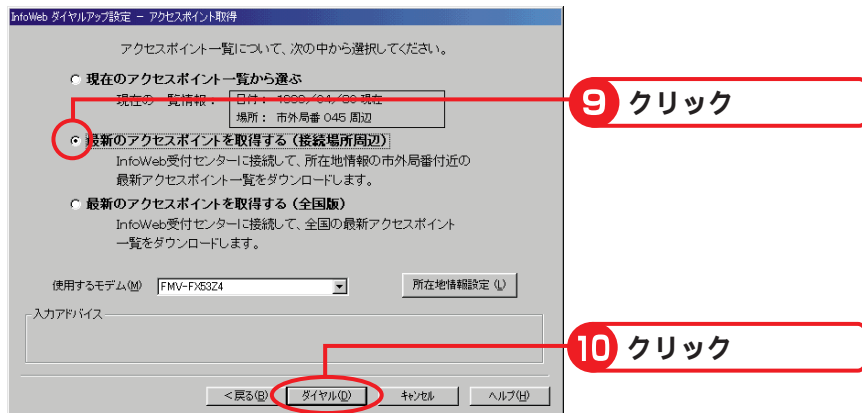 InfoWeb ダイヤルアップ設定 － アクセスポイント取得
アクセスポイント一覧について、次の中から選択してください。
現在のアクセスポイント一覧から選ぶ
現在の一覧情報：
日付： 1999/04/30 現在
場所： 市外局番 045 周辺
9 クリック
最新のアクセスポイントを取得する（接続場所周辺）
InfoWeb受付センターに接続して、所在地情報の市外局番付近の
最新アクセスポイント一覧をダウンロードします。
最新のアクセスポイントを取得する（全国版）
InfoWeb受付センターに接続して、全国の最新アクセスポイント
一覧をダウンロードします。
使用するモデム(M) FMV-FX53Z4 所在地情報設定 (L)
入力アドバイス
10 クリック
<戻る(B) ダイヤル(D) キャンセル ヘルプ(H)